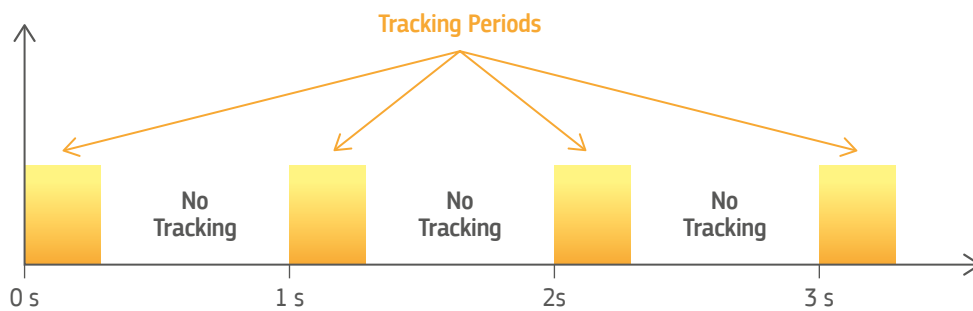 Tracking Periods
No
Tracking
No
Tracking
No
Tracking
0 s
1 s
2s
3 s